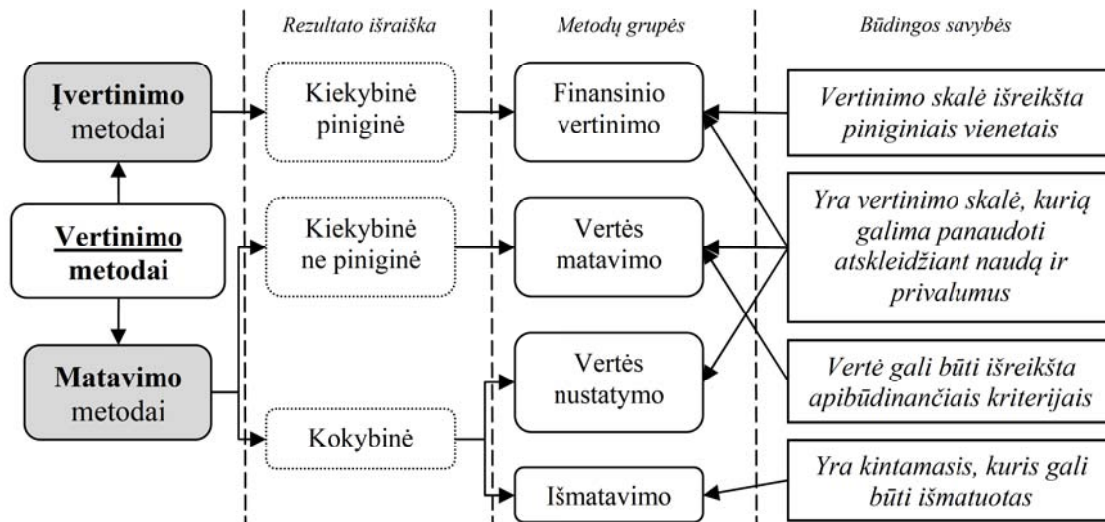 Rezultato išraiška
Metodų grupės
Būdingos savybės
Įvertinimo
metodai
Vertinimo
metodai
Matavimo
metodai
Kiekybinė
piniginė
Kiekybinė
ne piniginė
Kokybinė
Finansinio
vertinimo
Vertės
matavimo
Vertės
nustatymo
Išmatavimo
Vertinimo skalė išreikšta
piniginiais vienetais
Yra vertinimo skalė, kurią
galima panaudoti
atskleidžiant naudą ir
privalumus
Vertė gali būti išreikšta
apibūdinančiais kriterijais
Yra kintamasis, kuris gali
būti išmatuotas